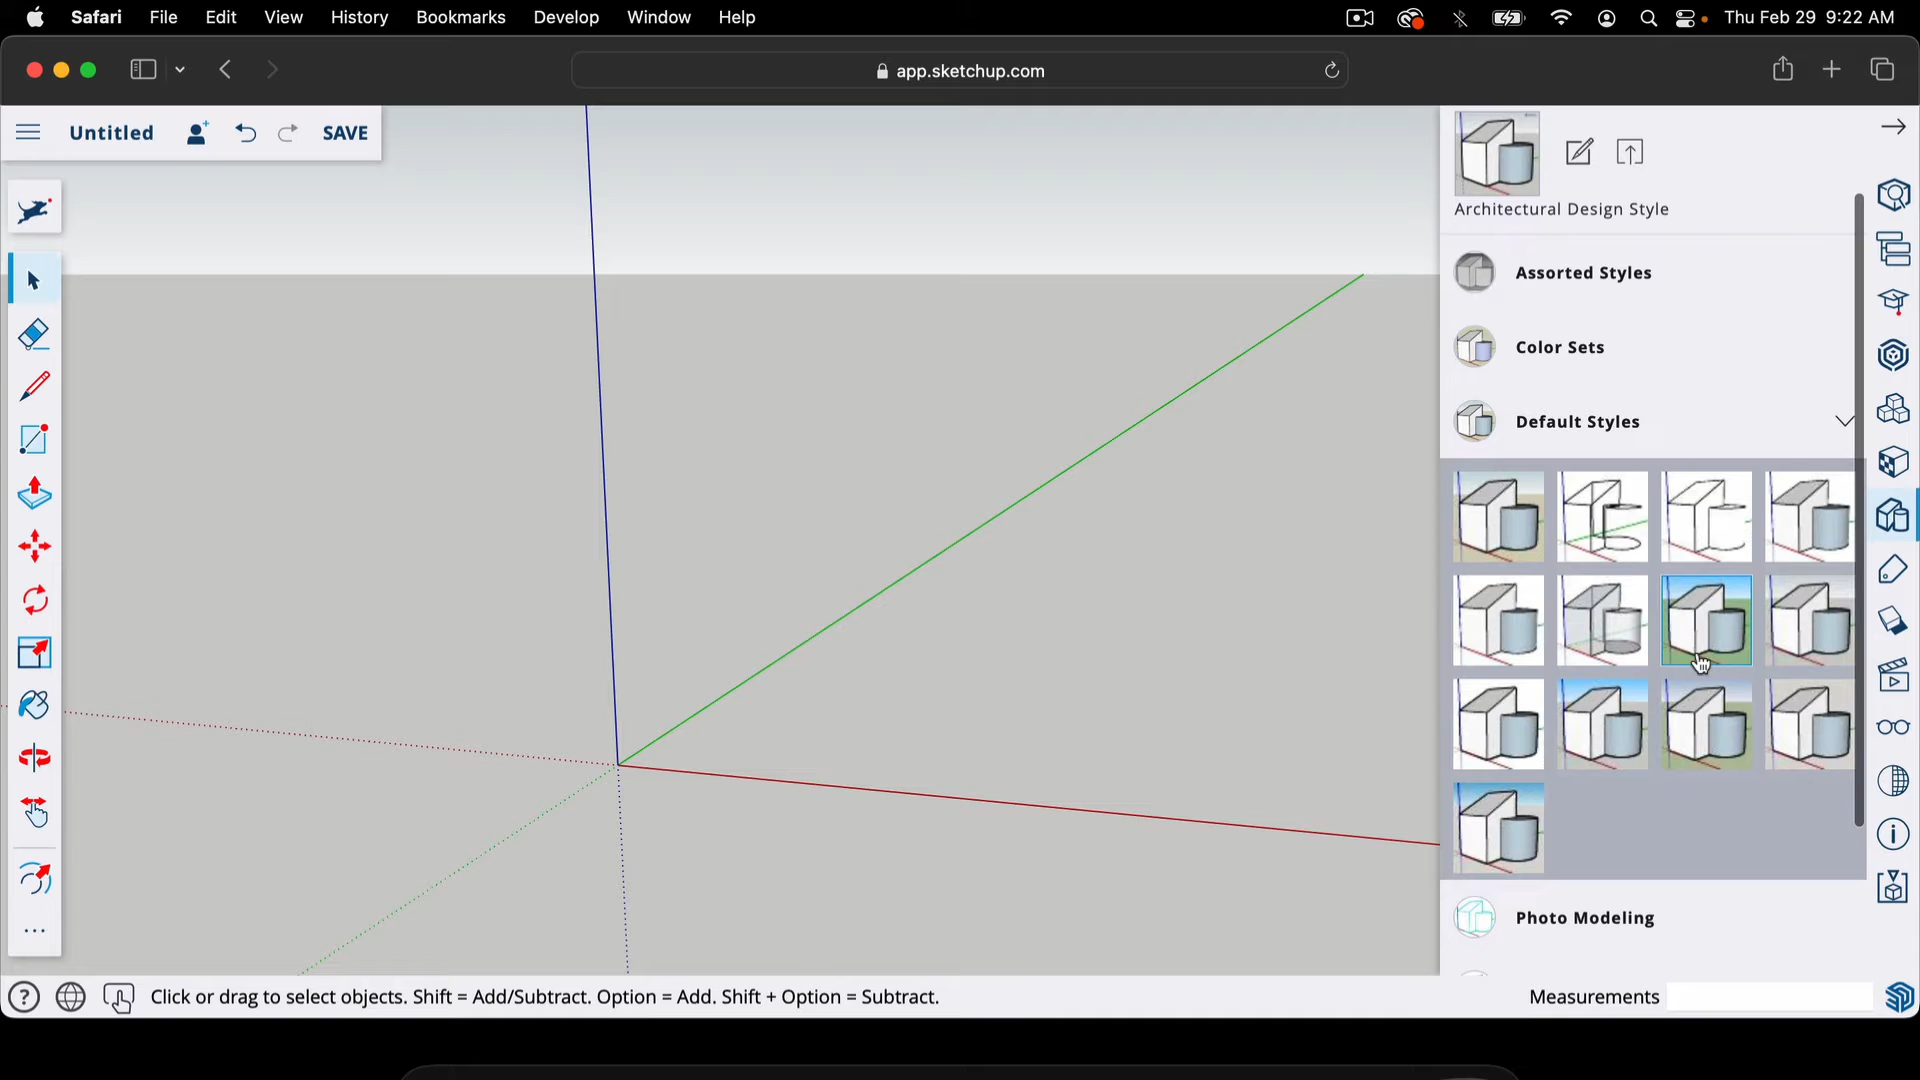 Safari File Edit View History Bookmarks Develop Window Help Thu Feb 29 9:22 AM
app.sketchup.com
Untitled SAVE
Architectural Design Style
Assorted Styles
Color Sets
Default Styles
Photo Modeling
Click or drag to select objects. Shift = Add/Subtract. Option = Add. Shift + Option = Subtract.
Measurements